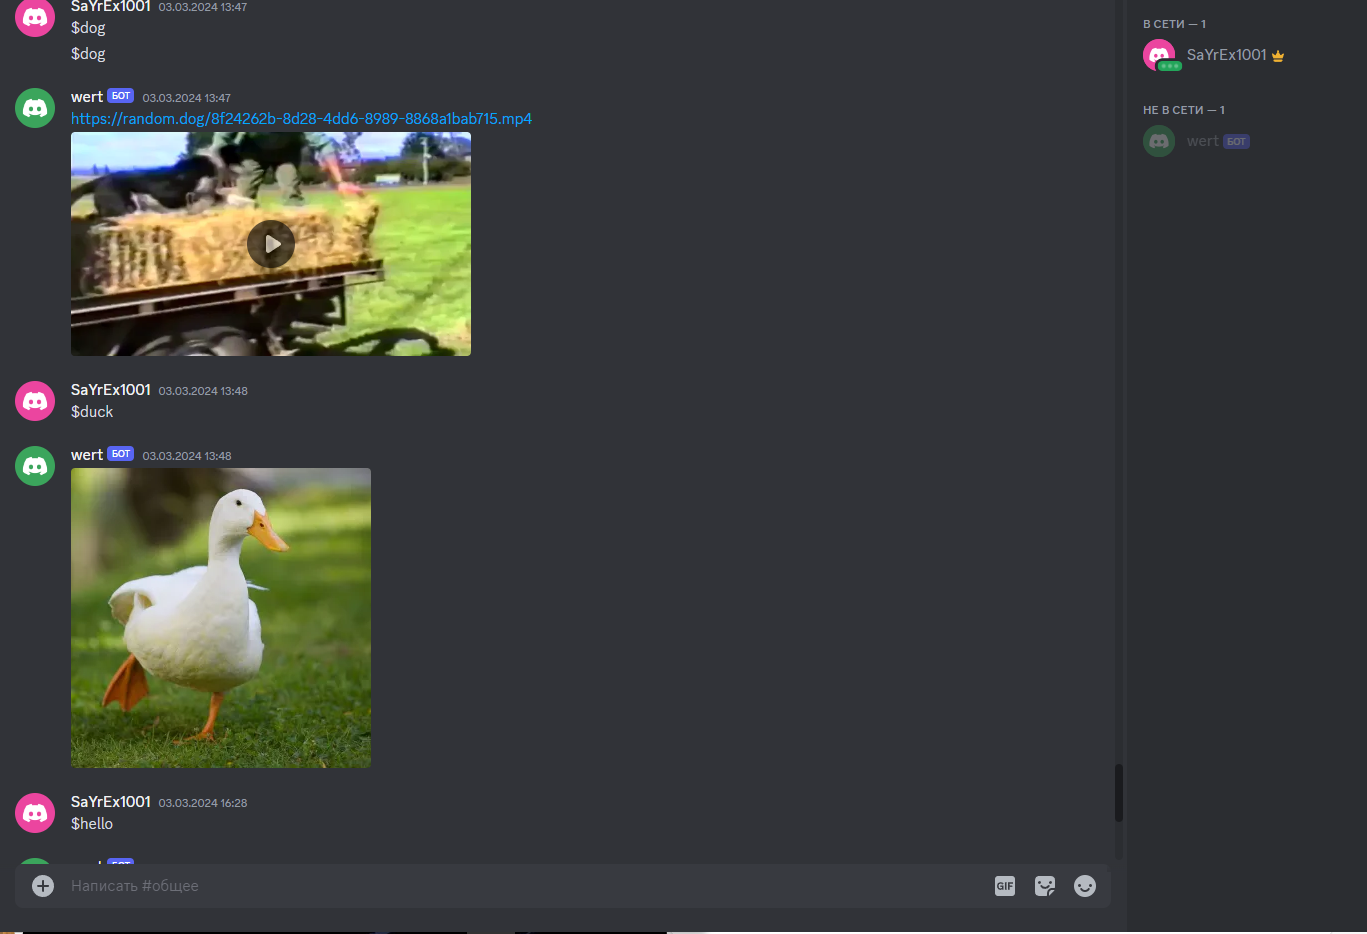 SaYrEx1001 03.03.2024 13:47
$dog
$dog
wert БОТ 03.03.2024 13:47
https://random.dog/8f24262b-8d28-4dd6-8989-8868a1bab715.mp4
SaYrEx1001 03.03.2024 13:48
$duck
wert БОТ 03.03.2024 13:48
SaYrEx1001 03.03.2024 16:28
$hello
Написать #общее
GIF
В СЕТИ — 1
SaYrEx1001
НЕ В СЕТИ — 1
wert БОТ